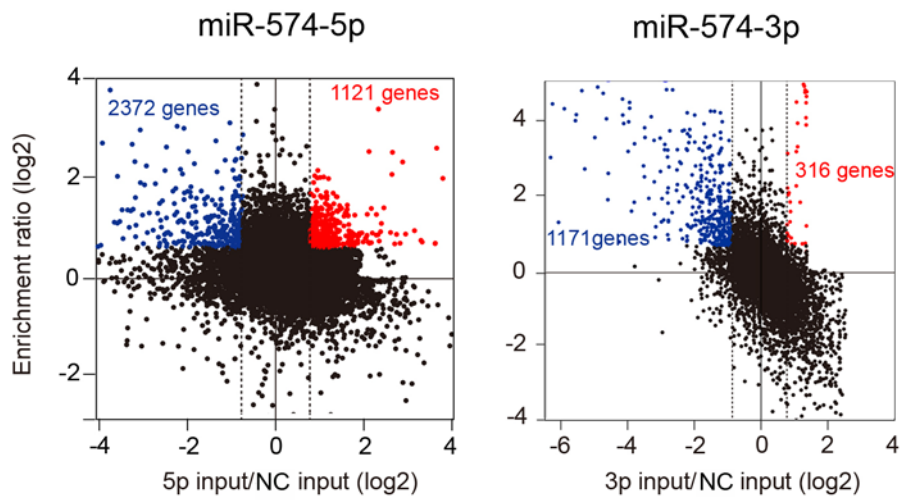 miR-574-5p
miR-574-3p
Enrichment ratio (log2)
4
2
0
-2
2372 genes
1121 genes
-4
-2
0
2
4
5p input/NC input (log2)
4
2
0
-2
-4
1171genes
316 genes
-6
-4
-2
0
2
4
3p input/NC input (log2)